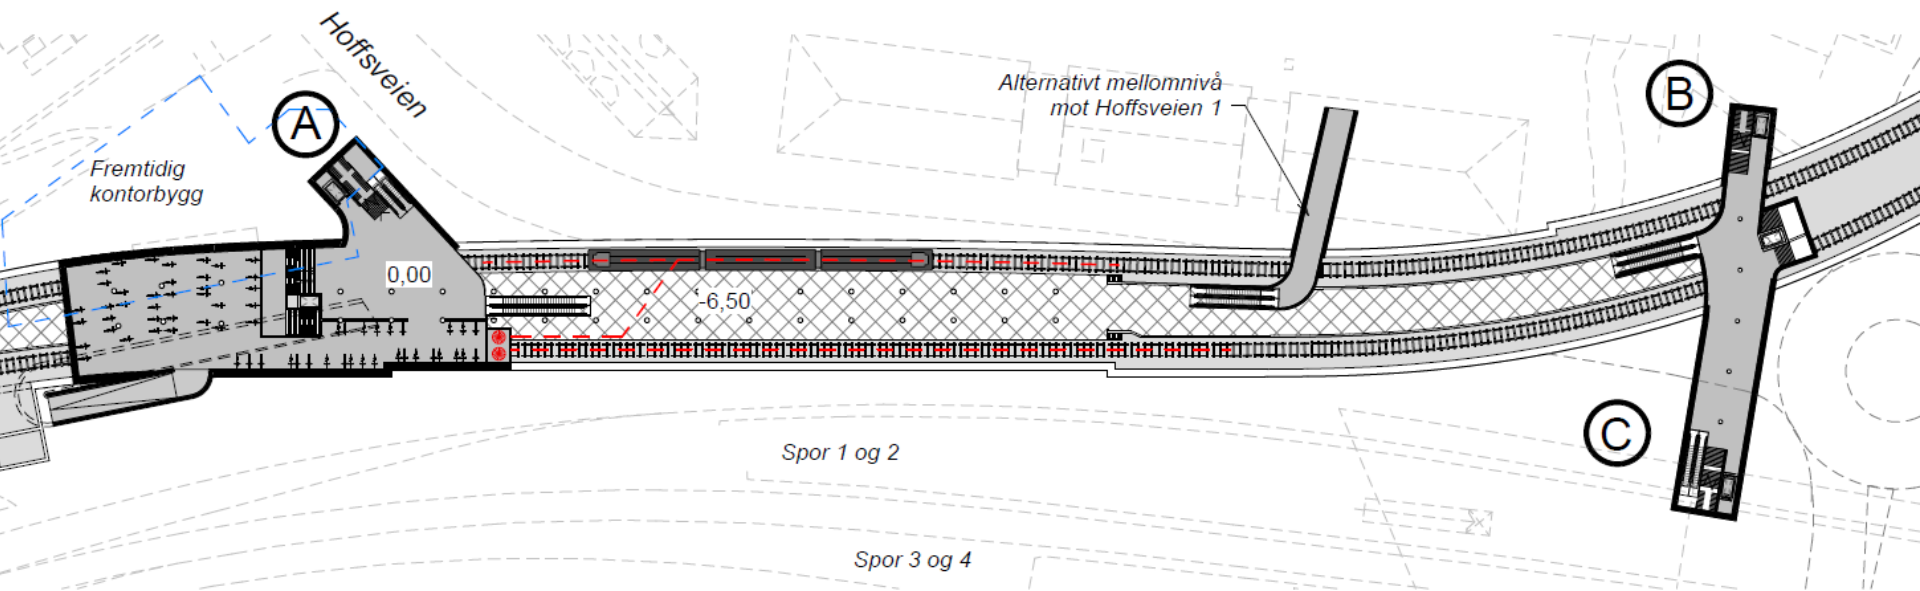 Hoffsveien
A
Fremtidig
kontorbygg
0,00
-6,50
Alternativt mellomnivå
mot Hoffsveien 1
B
C
Spor 1 og 2
Spor 3 og 4